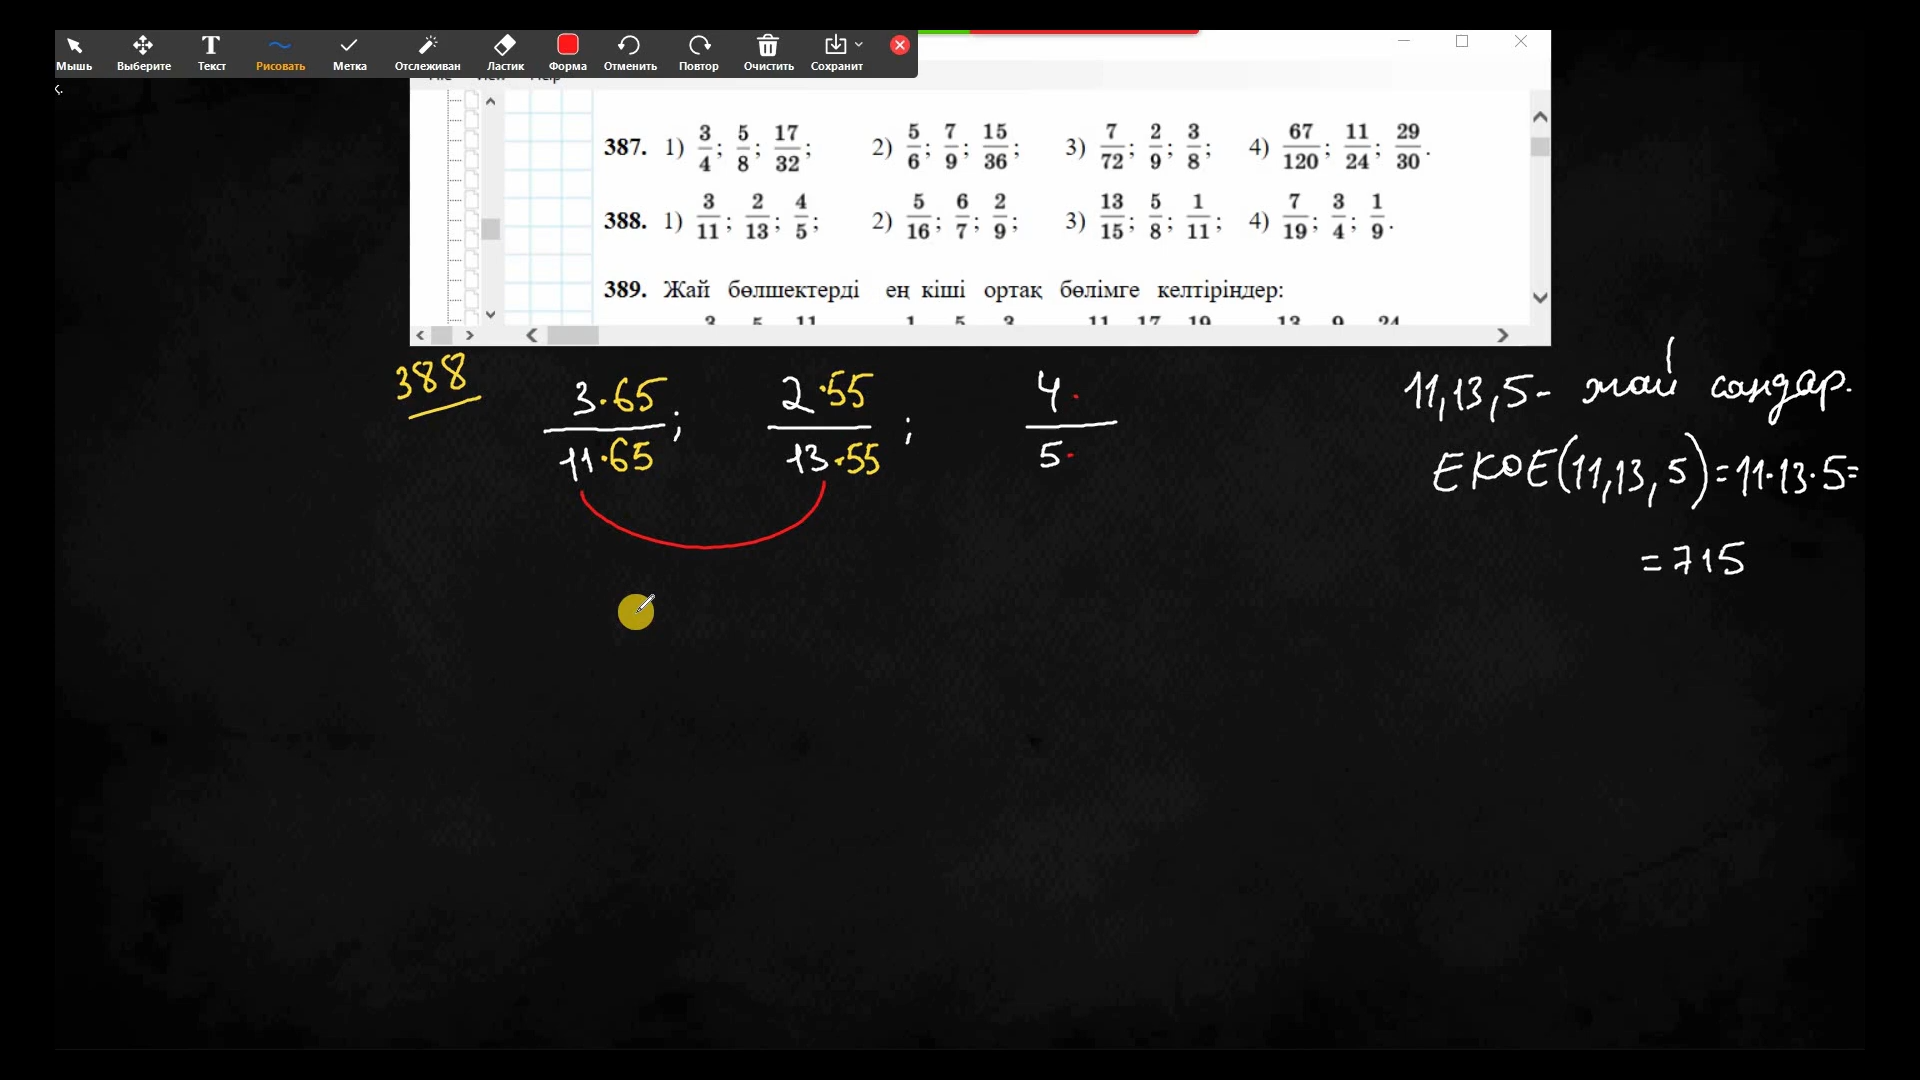 Мышь Выберите Текст Рисовать Метка Отслеживан Ластик Форма Отменить Повтор Очистить Сохранит
387. 1) 3/4; 5/8; 17/32; 2) 5/6; 7/9; 15/36; 3) 7/72; 2/9; 3/8; 4) 67/120; 11/24; 29/30.
388. 1) 3/11; 2/13; 4/5; 2) 5/16; 6/7; 2/9; 3) 13/15; 5/8; 1/11; 4) 7/19; 3/4; 1/9.
389. Жай бөлшектерді ең кіші ортақ бөлімге келтіріңдер:
388
3·65/11·65; 2·55/13·55; 4·/5·
11,13,5- жай сандар.
ЕКОЕ(11,13,5)=11·13·5=
=715